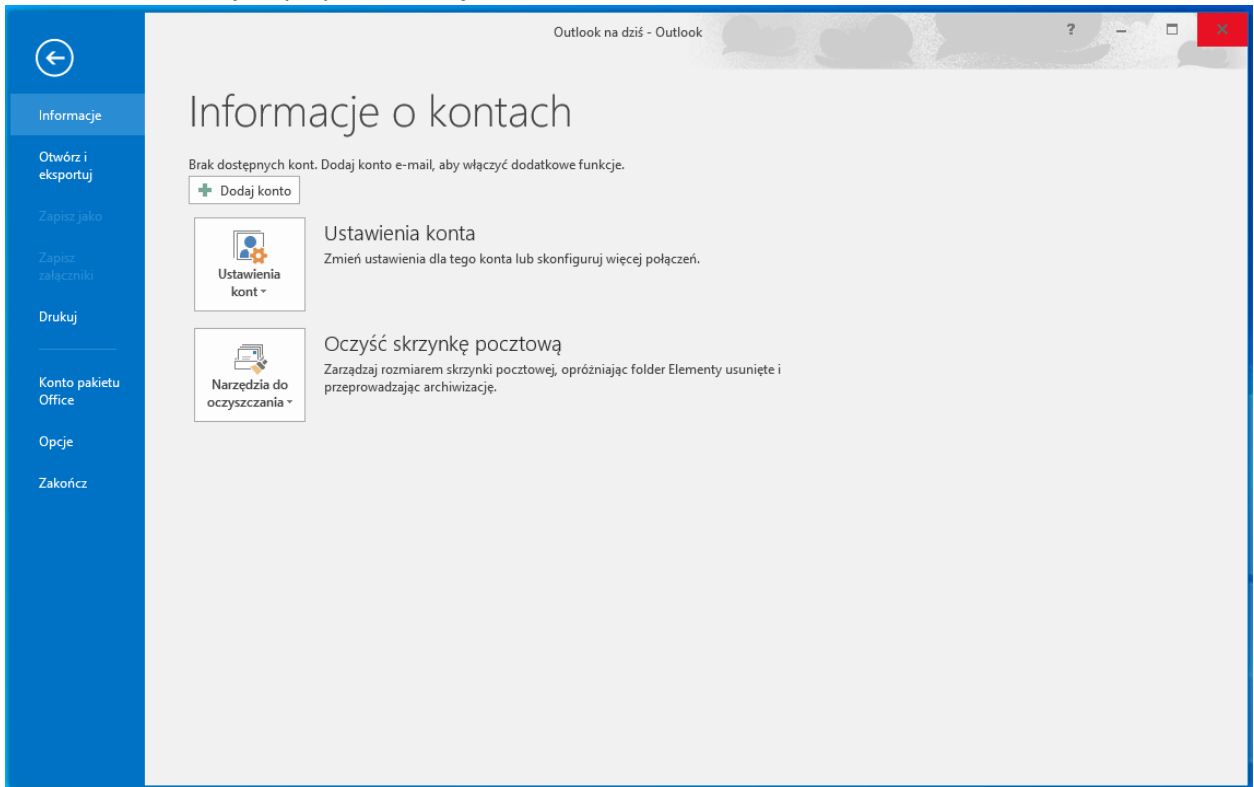 Outlook na dziś - Outlook
?
Informacje
Otwórz i
eksportuj
Zapisz jako
Zapisz
załączniki
Drukuj
Konto pakietu
Office
Opcje
Zakończ
Informacje o kontach
Brak dostępnych kont. Dodaj konto e-mail, aby włączyć dodatkowe funkcje.
Dodaj konto
Ustawienia
kont
Ustawienia konta
Zmień ustawienia dla tego konta lub skonfiguruj więcej połączeń.
Narzędzia do
oczyszczania
Oczyść skrzynkę pocztową
Zarządzaj rozmiarem skrzynki pocztowej, opróżniając folder Elementy usunięte i
przeprowadzając archiwizację.